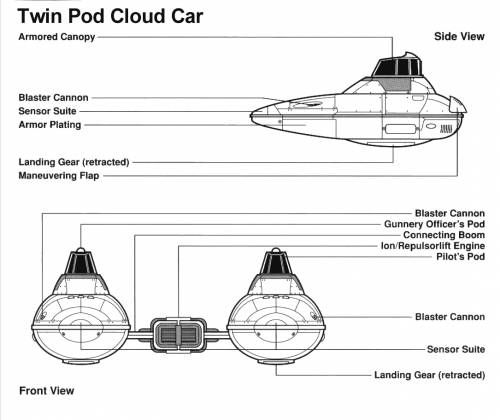 Twin Pod Cloud Car
Armored Canopy
Side View
Blaster Cannon
Sensor Suite
Armor Plating
Landing Gear (retracted)
Maneuvering Flap
Blaster Cannon
Gunnery Officer's Pod
Connecting Boom
Ion/Repulsorlift Engine
Pilot's Pod
Blaster Cannon
Sensor Suite
Landing Gear (retracted)
Front View